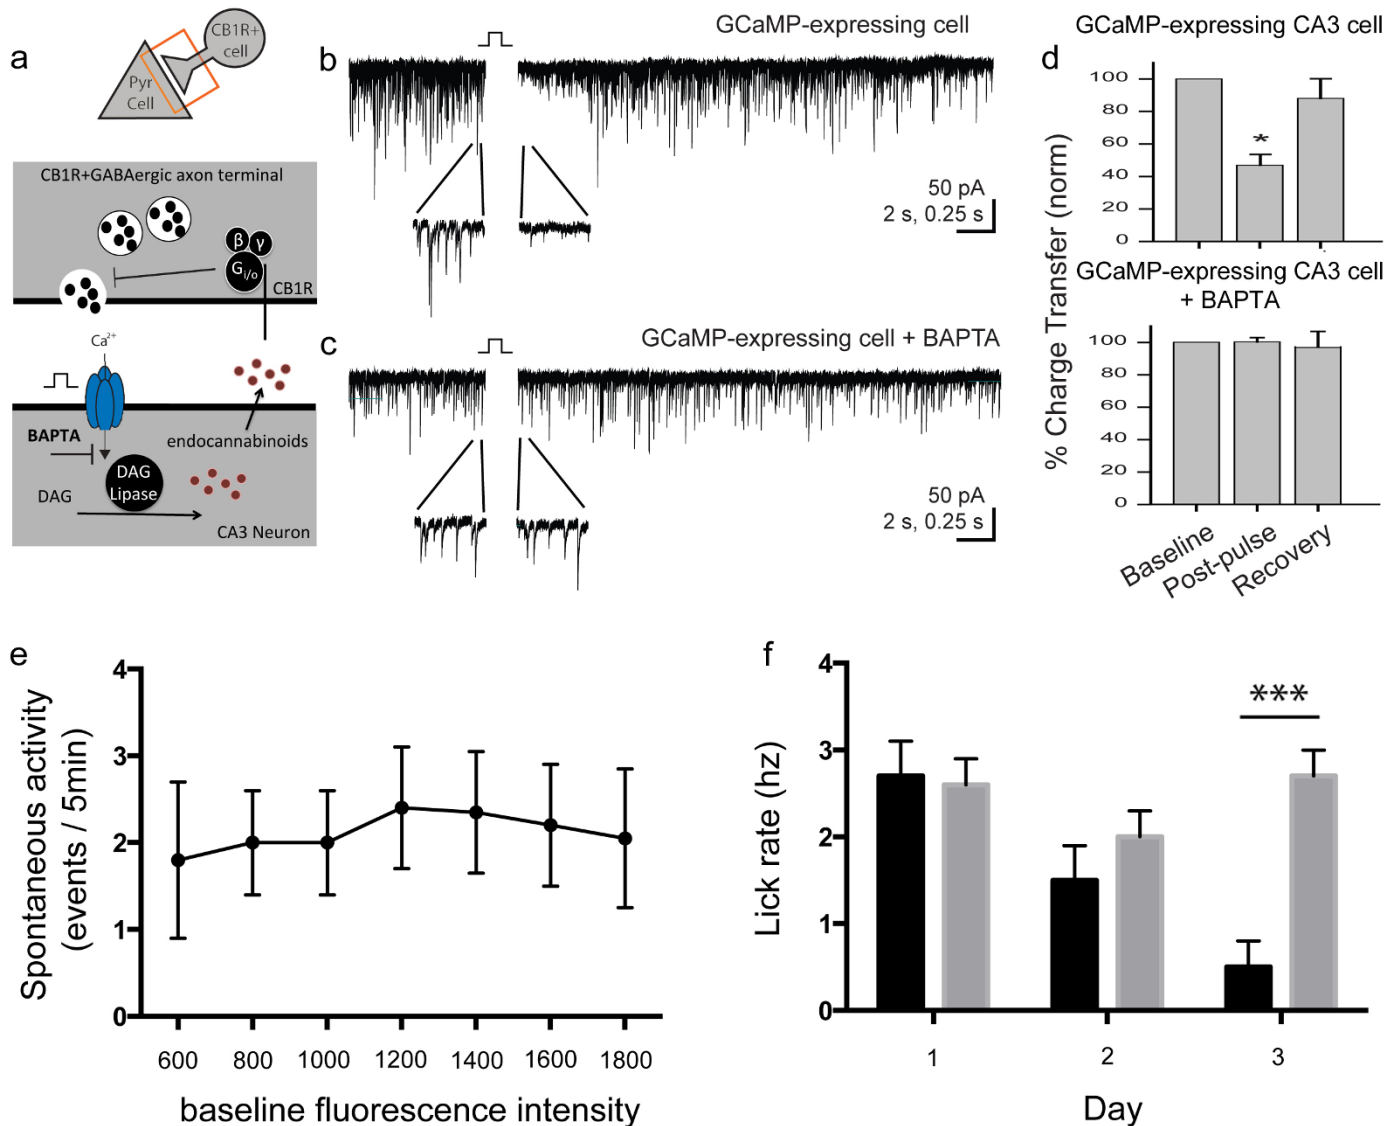 a
CB1R+
cell
Pyr
Cell
CB1R+GABAergic axon terminal
β γ
Gi/o
CB1R
Ca2+
BAPTA
endocannabinoids
DAG
Lipase
DAG
CA3 Neuron
b
GCaMP-expressing cell
50 pA
2 s, 0.25 s
c
GCaMP-expressing cell + BAPTA
50 pA
2 s, 0.25 s
d
GCaMP-expressing CA3 cell
100
80
60
40
20
0
*
GCaMP-expressing CA3 cell
+ BAPTA
100
80
60
40
20
0
% Charge Transfer (norm)
Baseline
Post-pulse
Recovery
e
Spontaneous activity
(events / 5min)
4
3
2
1
0
600 800 1000 1200 1400 1600 1800
baseline fluorescence intensity
f
Lick rate (hz)
4
3
2
1
0
***
1 2 3
Day